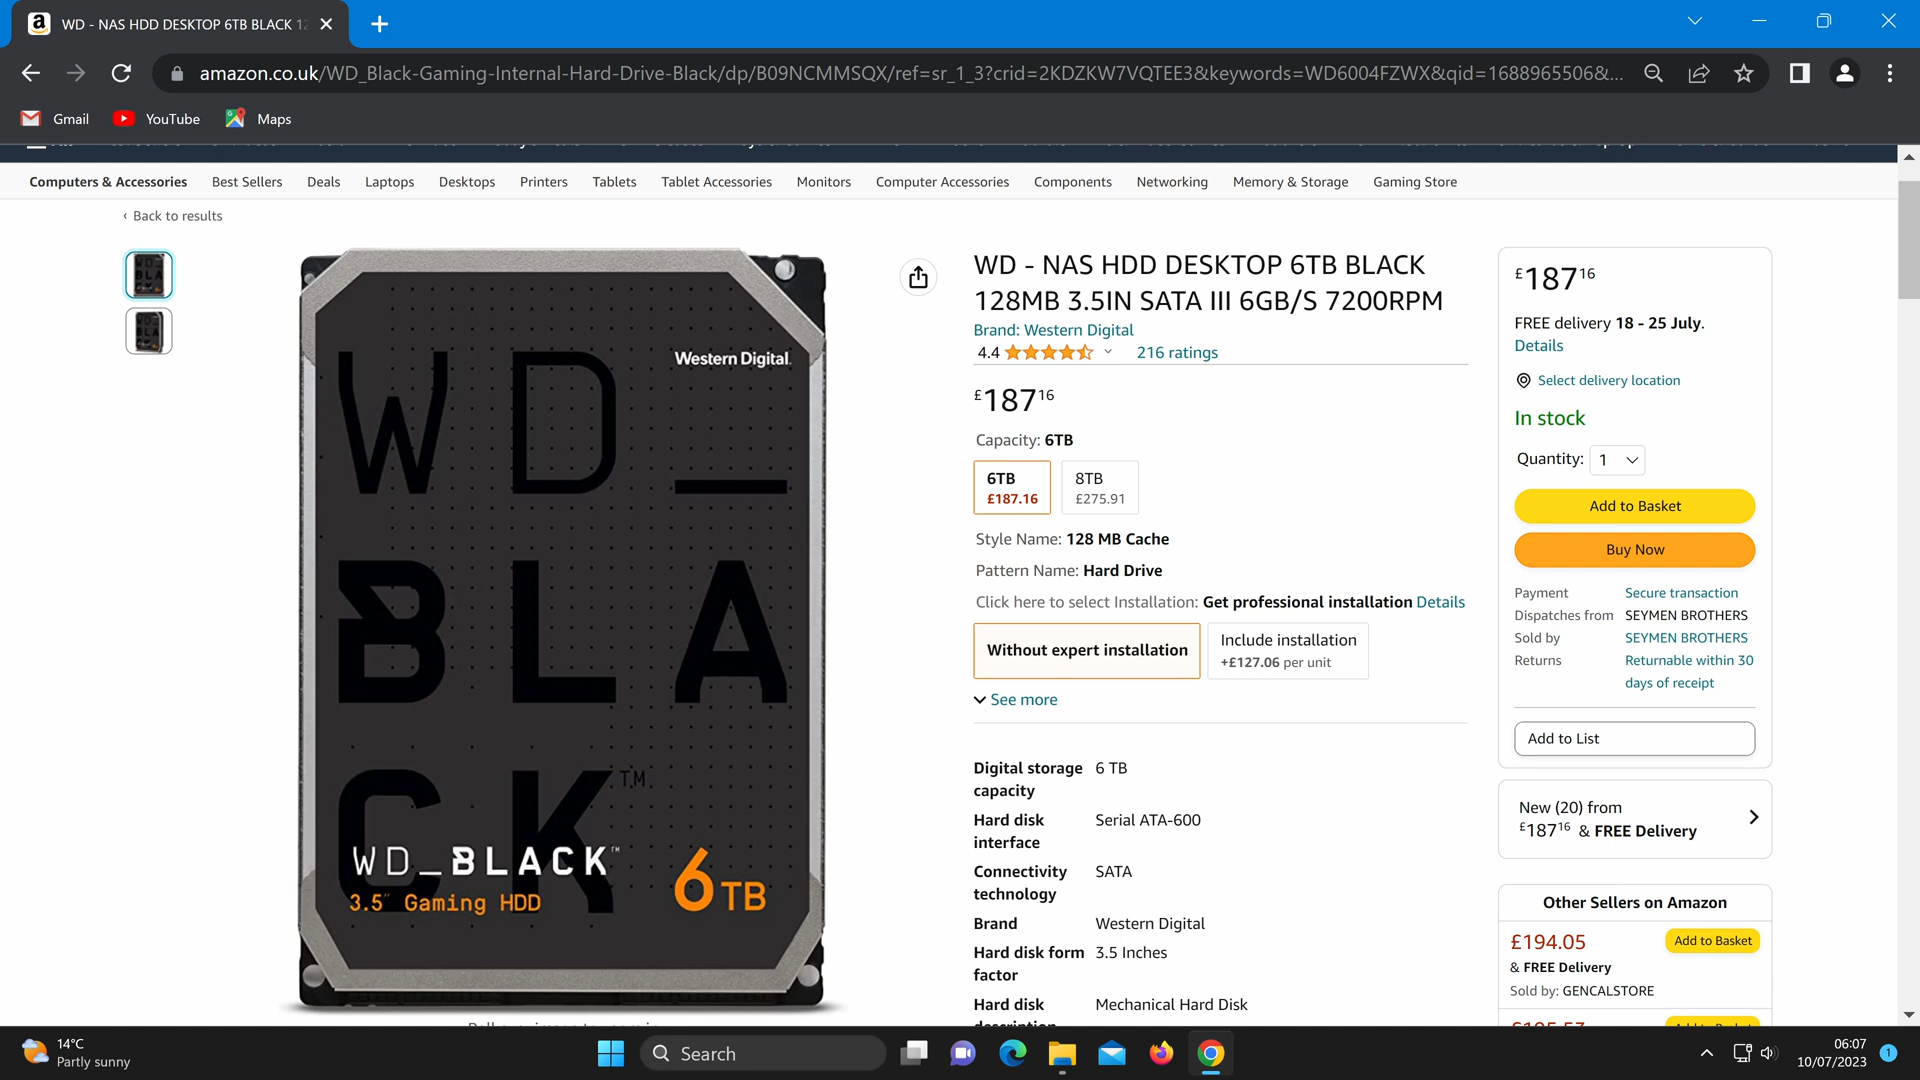 WD - NAS HDD DESKTOP 6TB BLACK 12
amazon.co.uk/WD_Black-Gaming-Internal-Hard-Drive-Black/dp/B09NCMMSQX/ref=sr_1_3?crid=2KDZKW7VQTEE3&keywords=WD6004FZWX&qid=1688965506&...
Gmail
YouTube
Maps
Computers & Accessories
Best Sellers
Deals
Laptops
Desktops
Printers
Tablets
Tablet Accessories
Monitors
Computer Accessories
Components
Networking
Memory & Storage
Gaming Store
‹ Back to results
Western Digital.
WD_
BLA
CK™
WD_BLACK™
3.5" Gaming HDD
6TB
WD - NAS HDD DESKTOP 6TB BLACK
128MB 3.5IN SATA III 6GB/S 7200RPM
Brand: Western Digital
4.4
216 ratings
£187 16
Capacity: 6TB
6TB
£187.16
8TB
£275.91
Style Name: 128 MB Cache
Pattern Name: Hard Drive
Click here to select Installation: Get professional installation Details
Without expert installation
Include installation
+£127.06 per unit
See more
Digital storage capacity 6 TB
Hard disk interface Serial ATA-600
Connectivity technology SATA
Brand Western Digital
Hard disk form factor 3.5 Inches
Hard disk description Mechanical Hard Disk
£187 16
FREE delivery 18 - 25 July.
Details
Select delivery location
In stock
Quantity: 1
Add to Basket
Buy Now
Payment Secure transaction
Dispatches from SEYMEN BROTHERS
Sold by SEYMEN BROTHERS
Returns Returnable within 30
days of receipt
Add to List
New (20) from
£187 16 & FREE Delivery
Other Sellers on Amazon
£194.05
Add to Basket
& FREE Delivery
Sold by: GENCALSTORE
14°C
Partly sunny
Search
06:07
10/07/2023
1